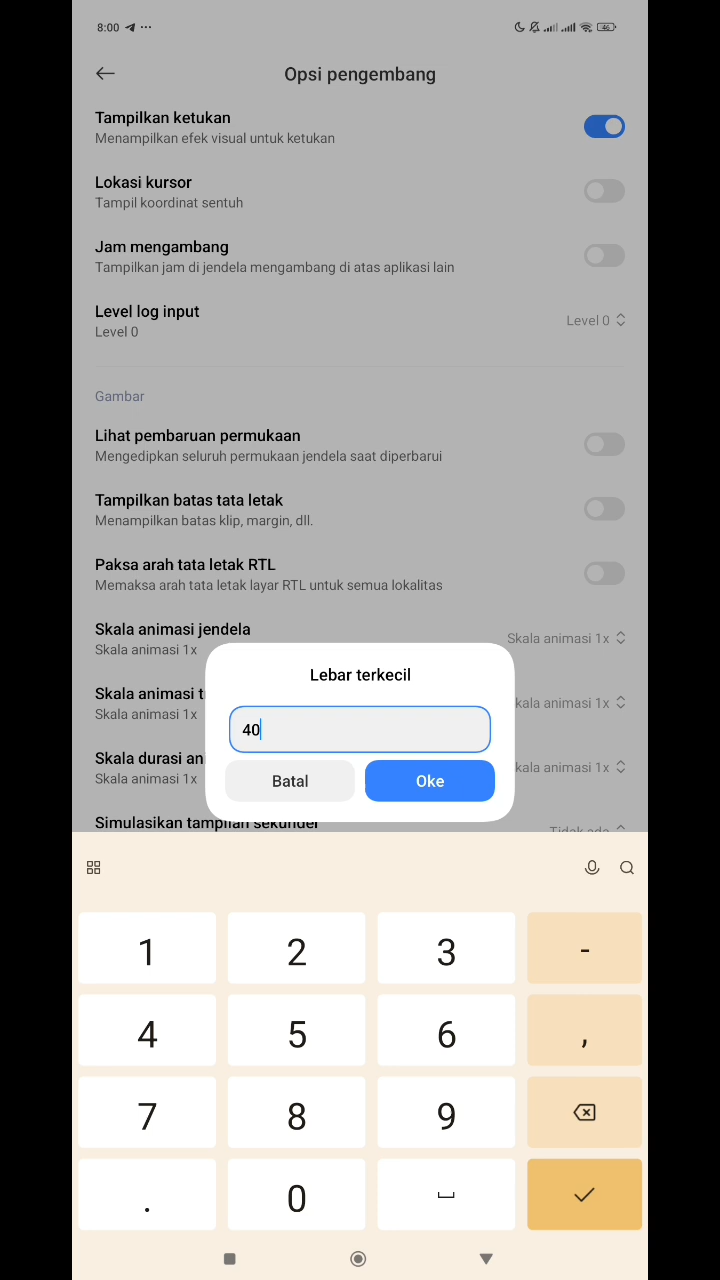 8:00
46
Opsi pengembang
Tampilkan ketukan
Menampilkan efek visual untuk ketukan
Lokasi kursor
Tampil koordinat sentuh
Jam mengambang
Tampilkan jam di jendela mengambang di atas aplikasi lain
Level log input
Level 0
Level 0
Gambar
Lihat pembaruan permukaan
Mengedipkan seluruh permukaan jendela saat diperbarui
Tampilkan batas tata letak
Menampilkan batas klip, margin, dll.
Paksa arah tata letak RTL
Memaksa arah tata letak layar RTL untuk semua lokalitas
Skala animasi jendela
Skala animasi 1x
Skala animasi 1x
Skala animasi t
Skala animasi 1x
kala animasi 1x
Skala durasi an
Skala animasi 1x
kala animasi 1x
Simulasikan tampilan sekunder
Tidak ada
Lebar terkecil
40
Batal
Oke
1 2 3 -
4 5 6 ,
7 8 9
. 0